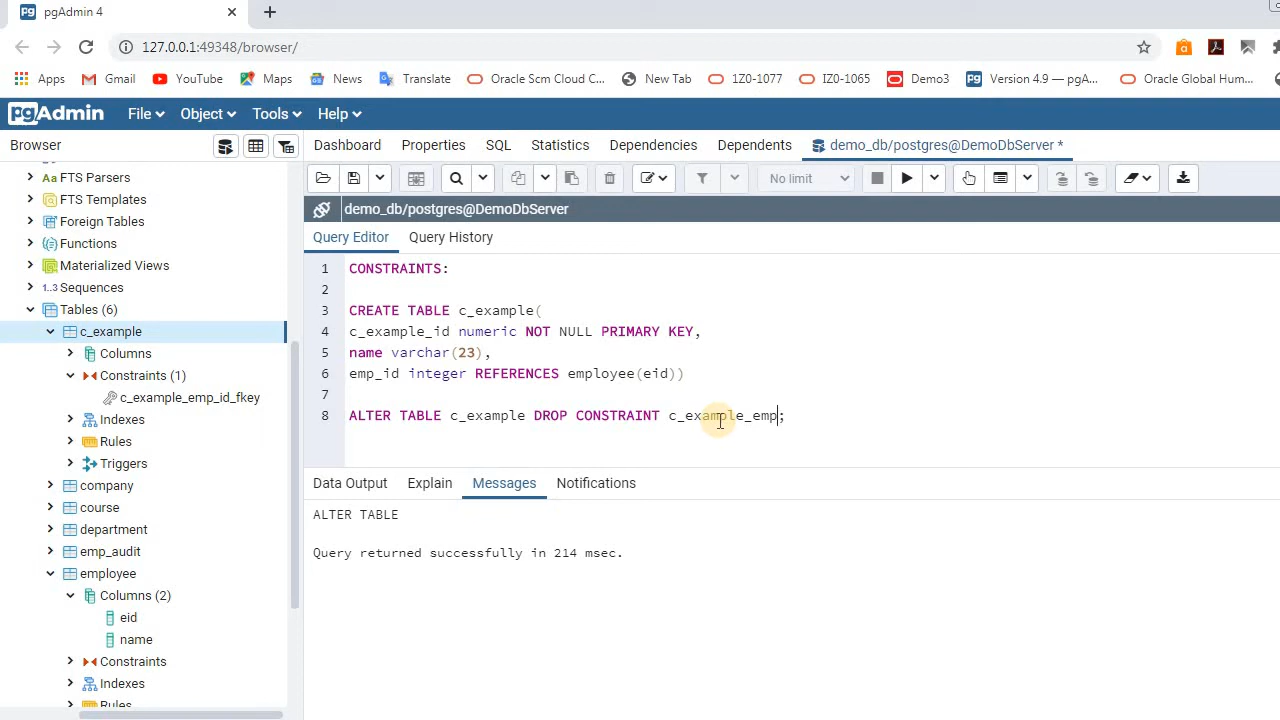 pgAdmin 4
127.0.0.1:49348/browser/
Apps Gmail YouTube Maps News Translate Oracle Scm Cloud C... New Tab 1Z0-1077 IZ0-1065 Demo3 Version 4.9 — pgA... Oracle Global Hum...
pgAdmin File Object Tools Help
Browser Dashboard Properties SQL Statistics Dependencies Dependents demo_db/postgres@DemoDbServer *
No limit
demo_db/postgres@DemoDbServer
Query Editor Query History
Aa FTS Parsers
FTS Templates
Foreign Tables
Functions
Materialized Views
1..3 Sequences
Tables (6)
c_example
Columns
Constraints (1)
c_example_emp_id_fkey
Indexes
Rules
Triggers
company
course
department
emp_audit
employee
Columns (2)
eid
name
Constraints
Indexes
Rules
1 CONSTRAINTS:
2
3 CREATE TABLE c_example(
4 c_example_id numeric NOT NULL PRIMARY KEY,
5 name varchar(23),
6 emp_id integer REFERENCES employee(eid))
7
8 ALTER TABLE c_example DROP CONSTRAINT c_example_emp;
Data Output Explain Messages Notifications
ALTER TABLE
Query returned successfully in 214 msec.